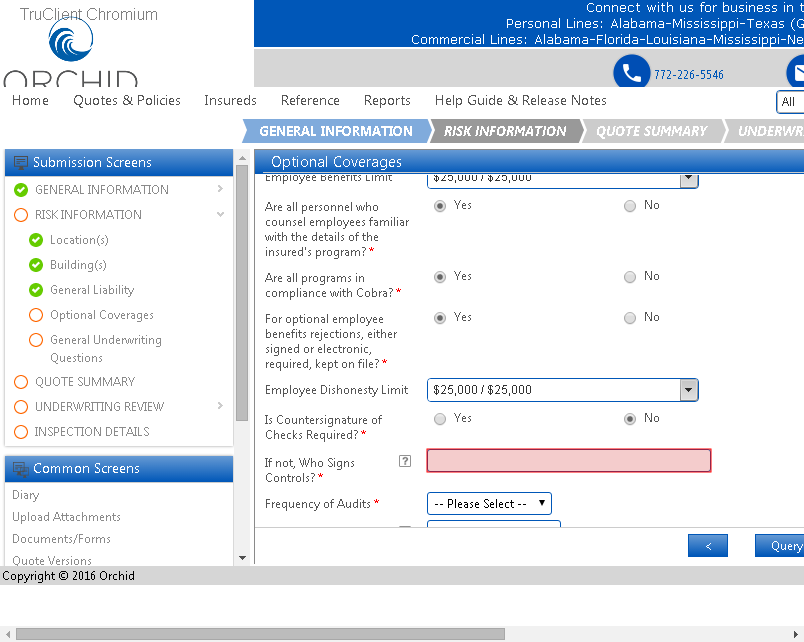 TruClient Chromium
ORCHID
Connect with us for business in t
Personal Lines: Alabama-Mississippi-Texas (G
Commercial Lines: Alabama-Florida-Louisiana-Mississippi-Ne
772-226-5546
Home Quotes & Policies Insureds Reference Reports Help Guide & Release Notes All
GENERAL INFORMATION RISK INFORMATION QUOTE SUMMARY UNDERWR
Submission Screens
GENERAL INFORMATION
RISK INFORMATION
Location(s)
Building(s)
General Liability
Optional Coverages
General Underwriting
Questions
QUOTE SUMMARY
UNDERWRITING REVIEW
INSPECTION DETAILS
Common Screens
Diary
Upload Attachments
Documents/Forms
Quote Versions
Optional Coverages
Employee Benefits Limit $25,000 / $25,000
Are all personnel who
counsel employees familiar
with the details of the
insured's program? *
Yes No
Are all programs in
compliance with Cobra? *
Yes No
For optional employee
benefits rejections, either
signed or electronic,
required, kept on file? *
Yes No
Employee Dishonesty Limit $25,000 / $25,000
Is Countersignature of
Checks Required? *
Yes No
If not, Who Signs
Controls? *
?
Frequency of Audits * -- Please Select --
< Query
Copyright © 2016 Orchid